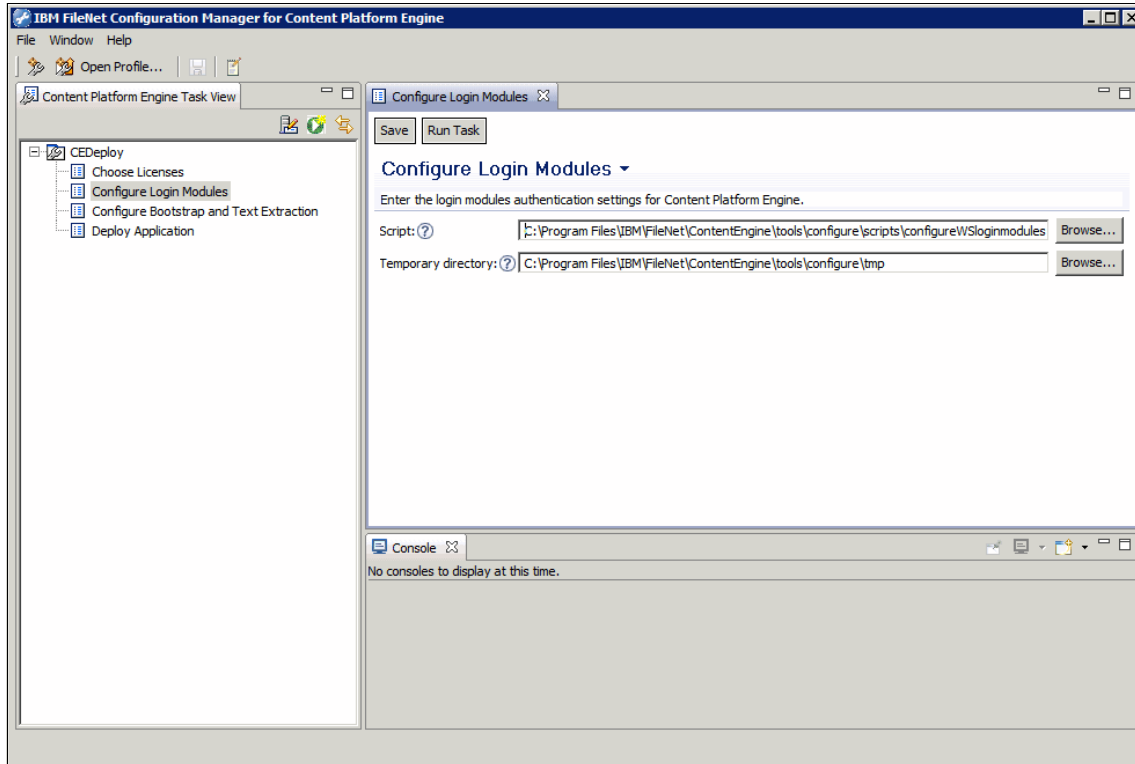 IBM FileNet Configuration Manager for Content Platform Engine
File Window Help
Open Profile...
Content Platform Engine Task View
CEDeploy
Choose Licenses
Configure Login Modules
Configure Bootstrap and Text Extraction
Deploy Application
Configure Login Modules
Save Run Task
Configure Login Modules
Enter the login modules authentication settings for Content Platform Engine.
Script: C:\Program Files\IBM\FileNet\ContentEngine\tools\configure\scripts\configureWSloginmodules Browse...
Temporary directory: C:\Program Files\IBM\FileNet\ContentEngine\tools\configure\tmp Browse...
Console
No consoles to display at this time.